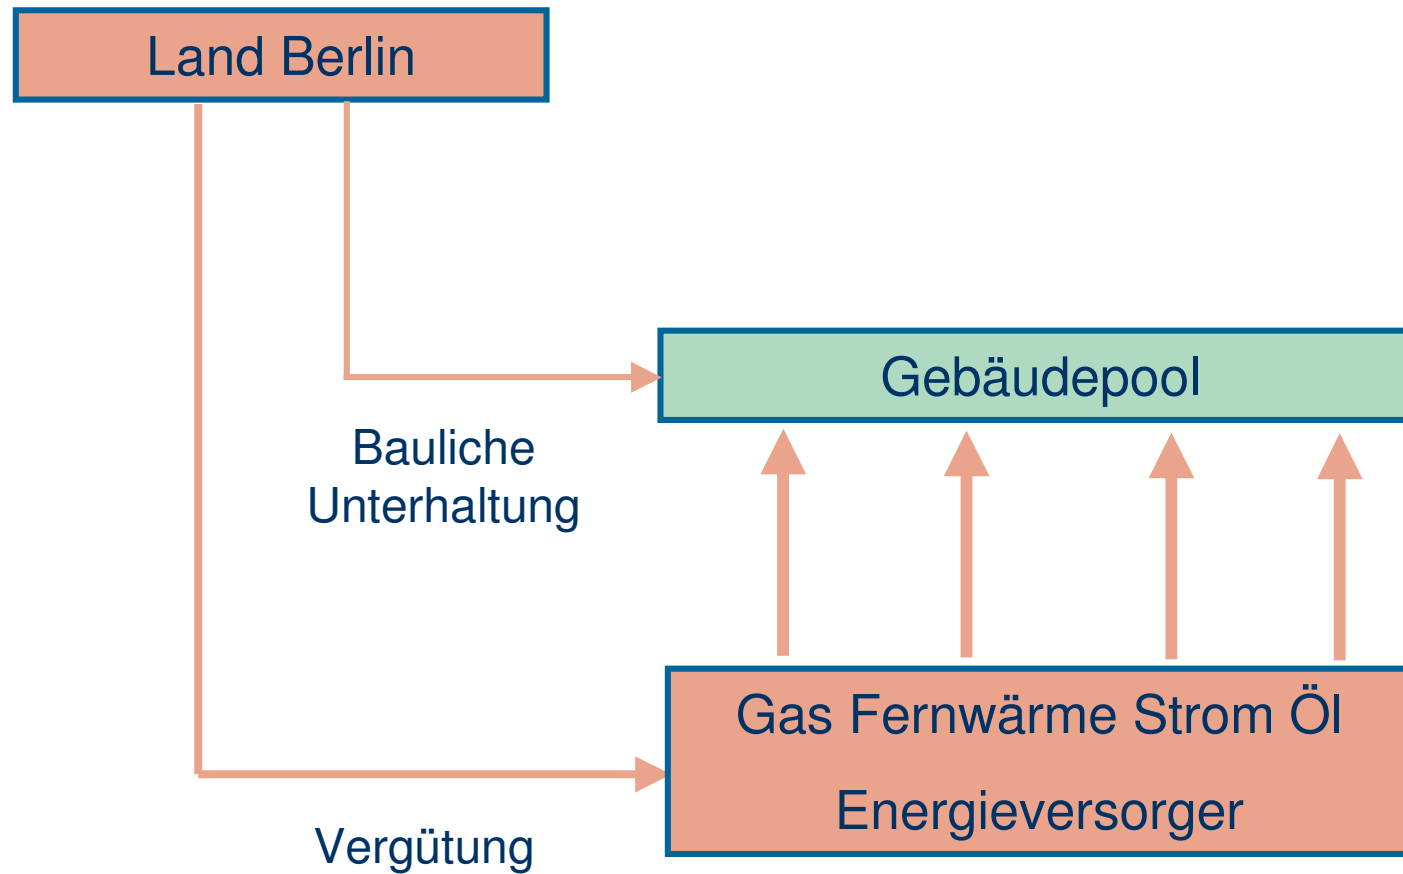 Land Berlin
Gebäudepool
Bauliche
Unterhaltung
Gas Fernwärme Strom Öl
Energieversorger
Vergütung